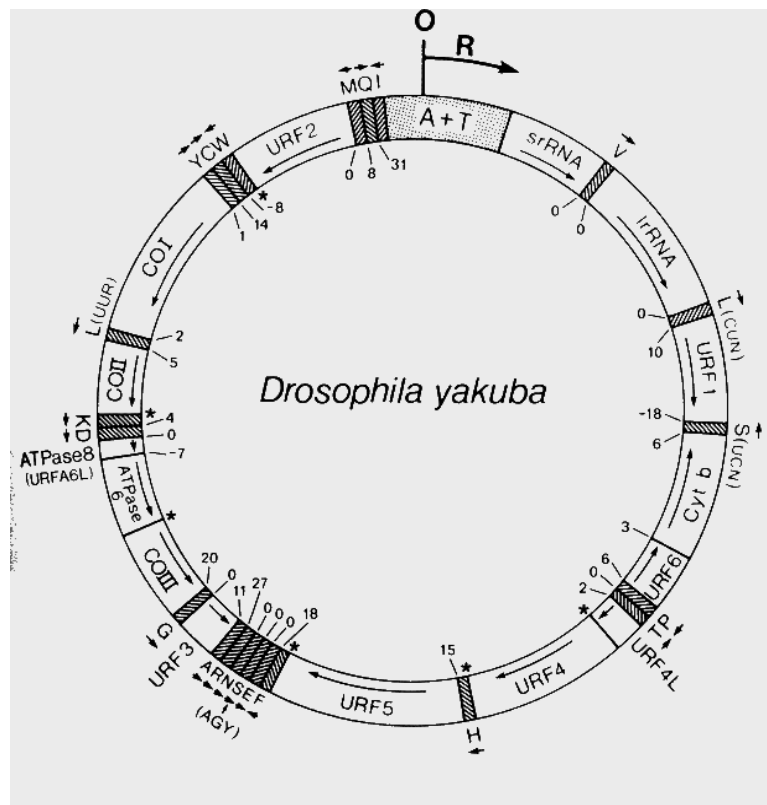 O
R
A+T
srRNA
V
0
0
lrRNA
L(CUN)
0
10
URF1
-18
6
S(UCN)
Cyt b
3
URF6
6
0
2
TP
URF4L
*
URF4
*
15
H
URF5
*
18
0
0
0
27
11
ARNSEF
(AGY)
URF3
0
20
G
COIII
*
ATPase
6
ATPase8
(URFA6L)
-7
0
4
*
KD
COII
5
2
L(UUR)
COI
1
14
-8
*
YCW
URF2
0
8
31
MQI
Drosophila yakuba